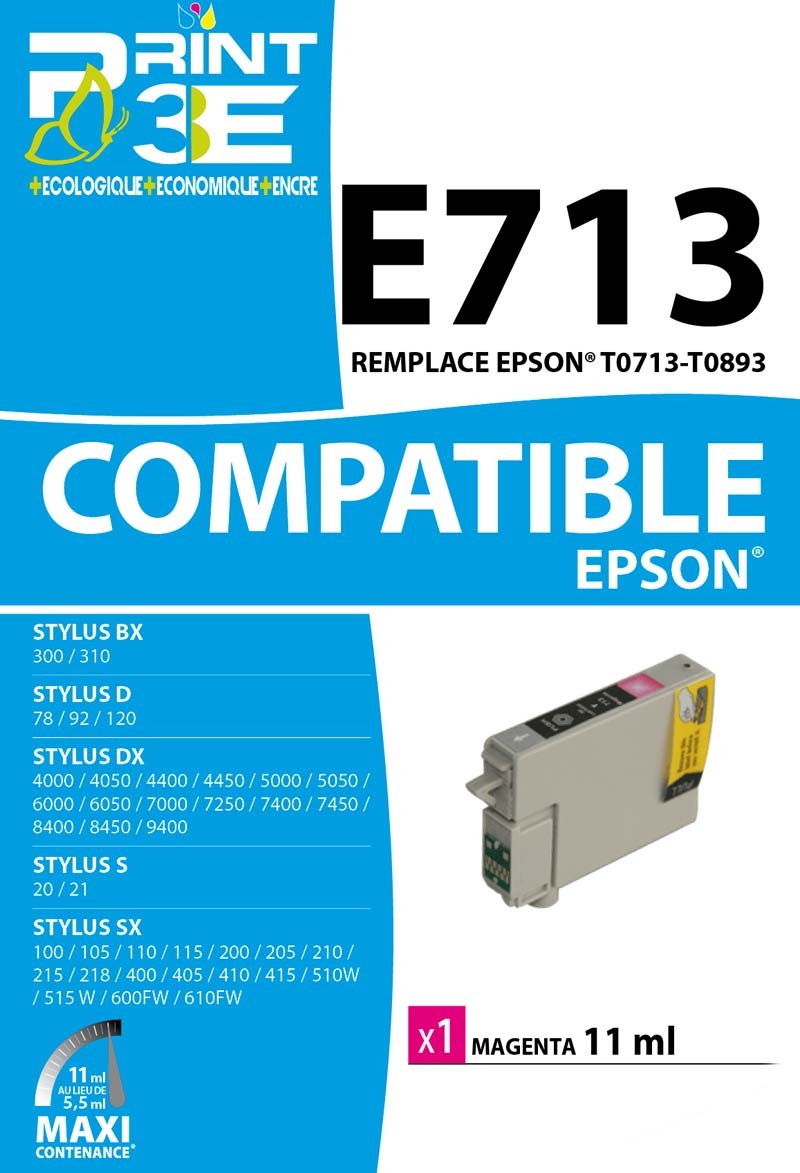 PRINT
3E
+ECOLOGIQUE+ECONOMIQUE+ENCRE
E713
REMPLACE EPSON® T0713-T0893
COMPATIBLE
EPSON®
STYLUS BX
300 / 310
STYLUS D
78 / 92 / 120
STYLUS DX
4000 / 4050 / 4400 / 4450 / 5000 / 5050 /
6000 / 6050 / 7000 / 7250 / 7400 / 7450 /
8400 / 8450 / 9400
STYLUS S
20 / 21
STYLUS SX
100 / 105 / 110 / 115 / 200 / 205 / 210 /
215 / 218 / 400 / 405 / 410 / 415 / 510W
/ 515 W / 600FW / 610FW
713
PUSH
PULL
X1 MAGENTA 11 ml
11 ml
AU LIEU DE
5,5 ml
MAXI
CONTENANCE*